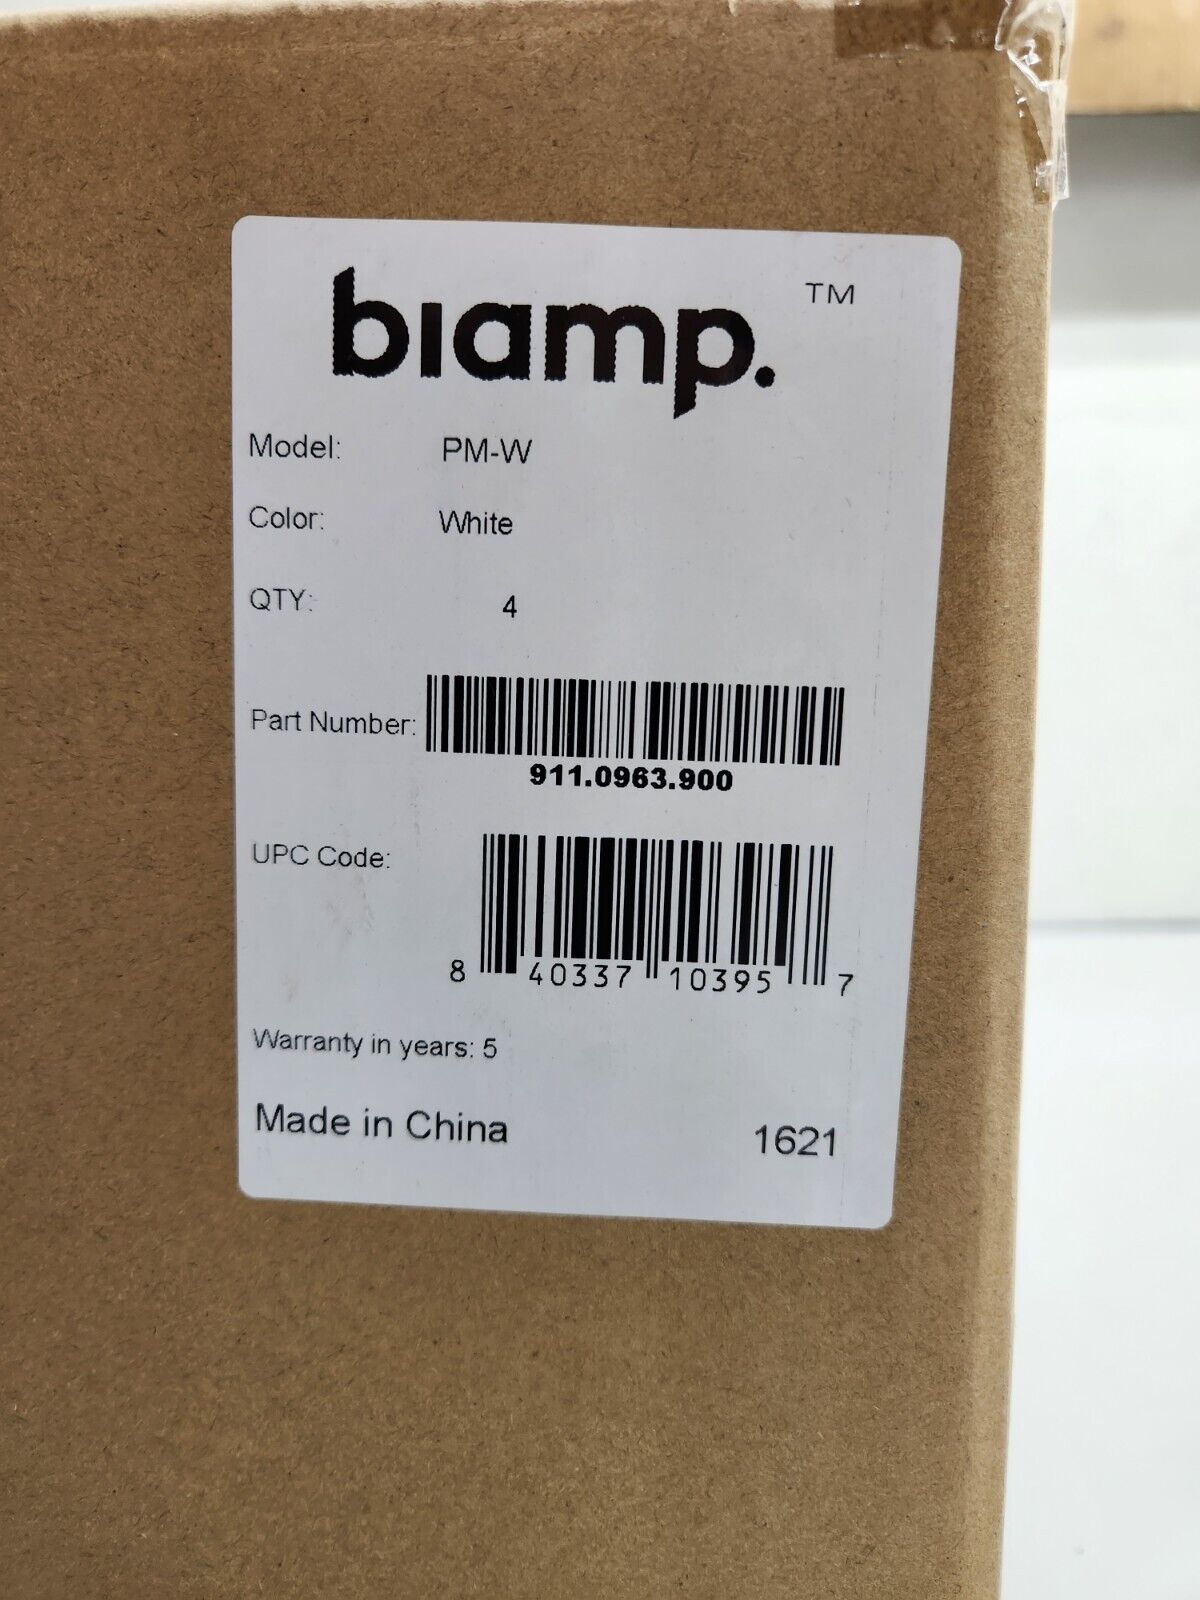 biamp.™
Model: PM-W
Color: White
QTY: 4
Part Number:
911.0963.900
UPC Code:
8 40337 10395 7
Warranty in years: 5
Made in China 1621